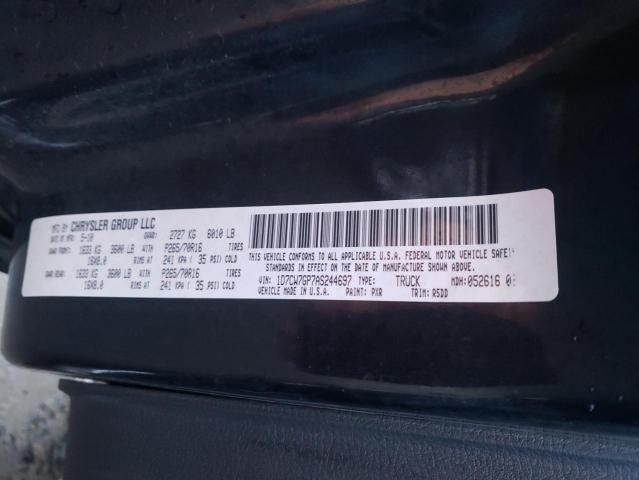 MFD BY CHRYSLER GROUP LLC
DATE OF MFR: 5-10 GVWR: 2727 KG 6010 LB
GAWR FRONT: 1633 KG 3600 LB WITH P265/70R16 TIRES
16X8.0 RIMS AT 241 KPA ( 35 PSI) COLD
GAWR REAR: 1633 KG 3600 LB WITH P265/70R16 TIRES
16X8.0 RIMS AT 241 KPA ( 35 PSI) COLD
THIS VEHICLE CONFORMS TO ALL APPLICABLE U.S.A. FEDERAL MOTOR VEHICLE SAFE
STANDARDS IN EFFECT ON THE DATE OF MANUFACTURE SHOWN ABOVE.
VIN: 1D7CW7GP7AS244697 TYPE: TRUCK MDH: 052616
VEHICLE MADE IN U.S.A. PAINT: PXR TRIM: R5DD